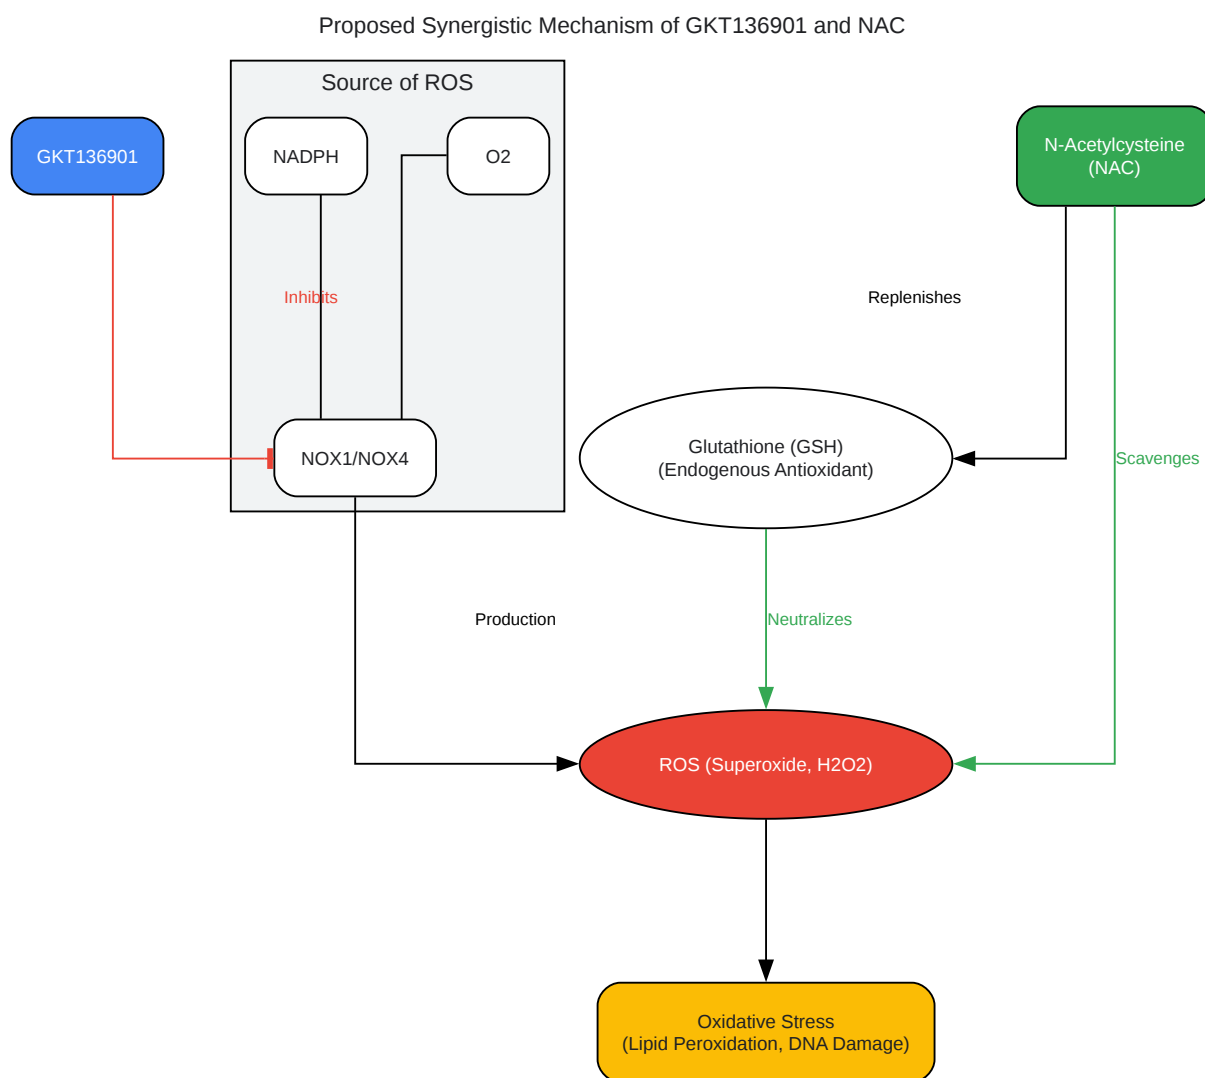 Proposed Synergistic Mechanism of GKT136901 and NAC
Source of ROS
GKT136901
NADPH
O2
N-Acetylcysteine
(NAC)
Inhibits
Replenishes
NOX1/NOX4
Glutathione (GSH)
(Endogenous Antioxidant)
Scavenges
Production
Neutralizes
ROS (Superoxide, H2O2)
Oxidative Stress
(Lipid Peroxidation, DNA Damage)